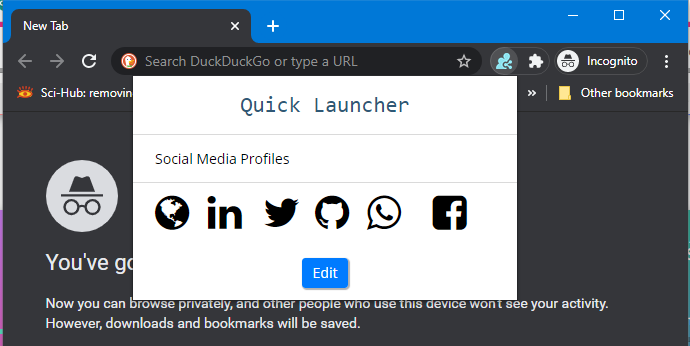 New Tab
Search DuckDuckGo or type a URL
Incognito
Sci-Hub: removing
Other bookmarks
Quick Launcher
Social Media Profiles
in
Edit
You've go
Now you can browse privately, and other people who use this device won't see your activity.
However, downloads and bookmarks will be saved.